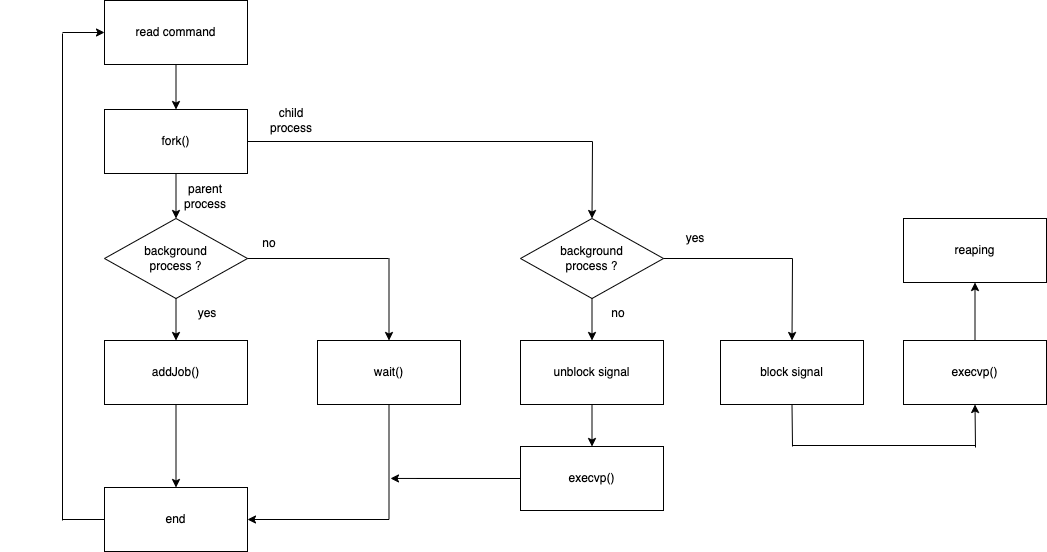 read command
child
process
fork()
parent
process
background
process ?
no
yes
background
process ?
yes
no
reaping
addJob()
wait()
unblock signal
block signal
execvp()
execvp()
end